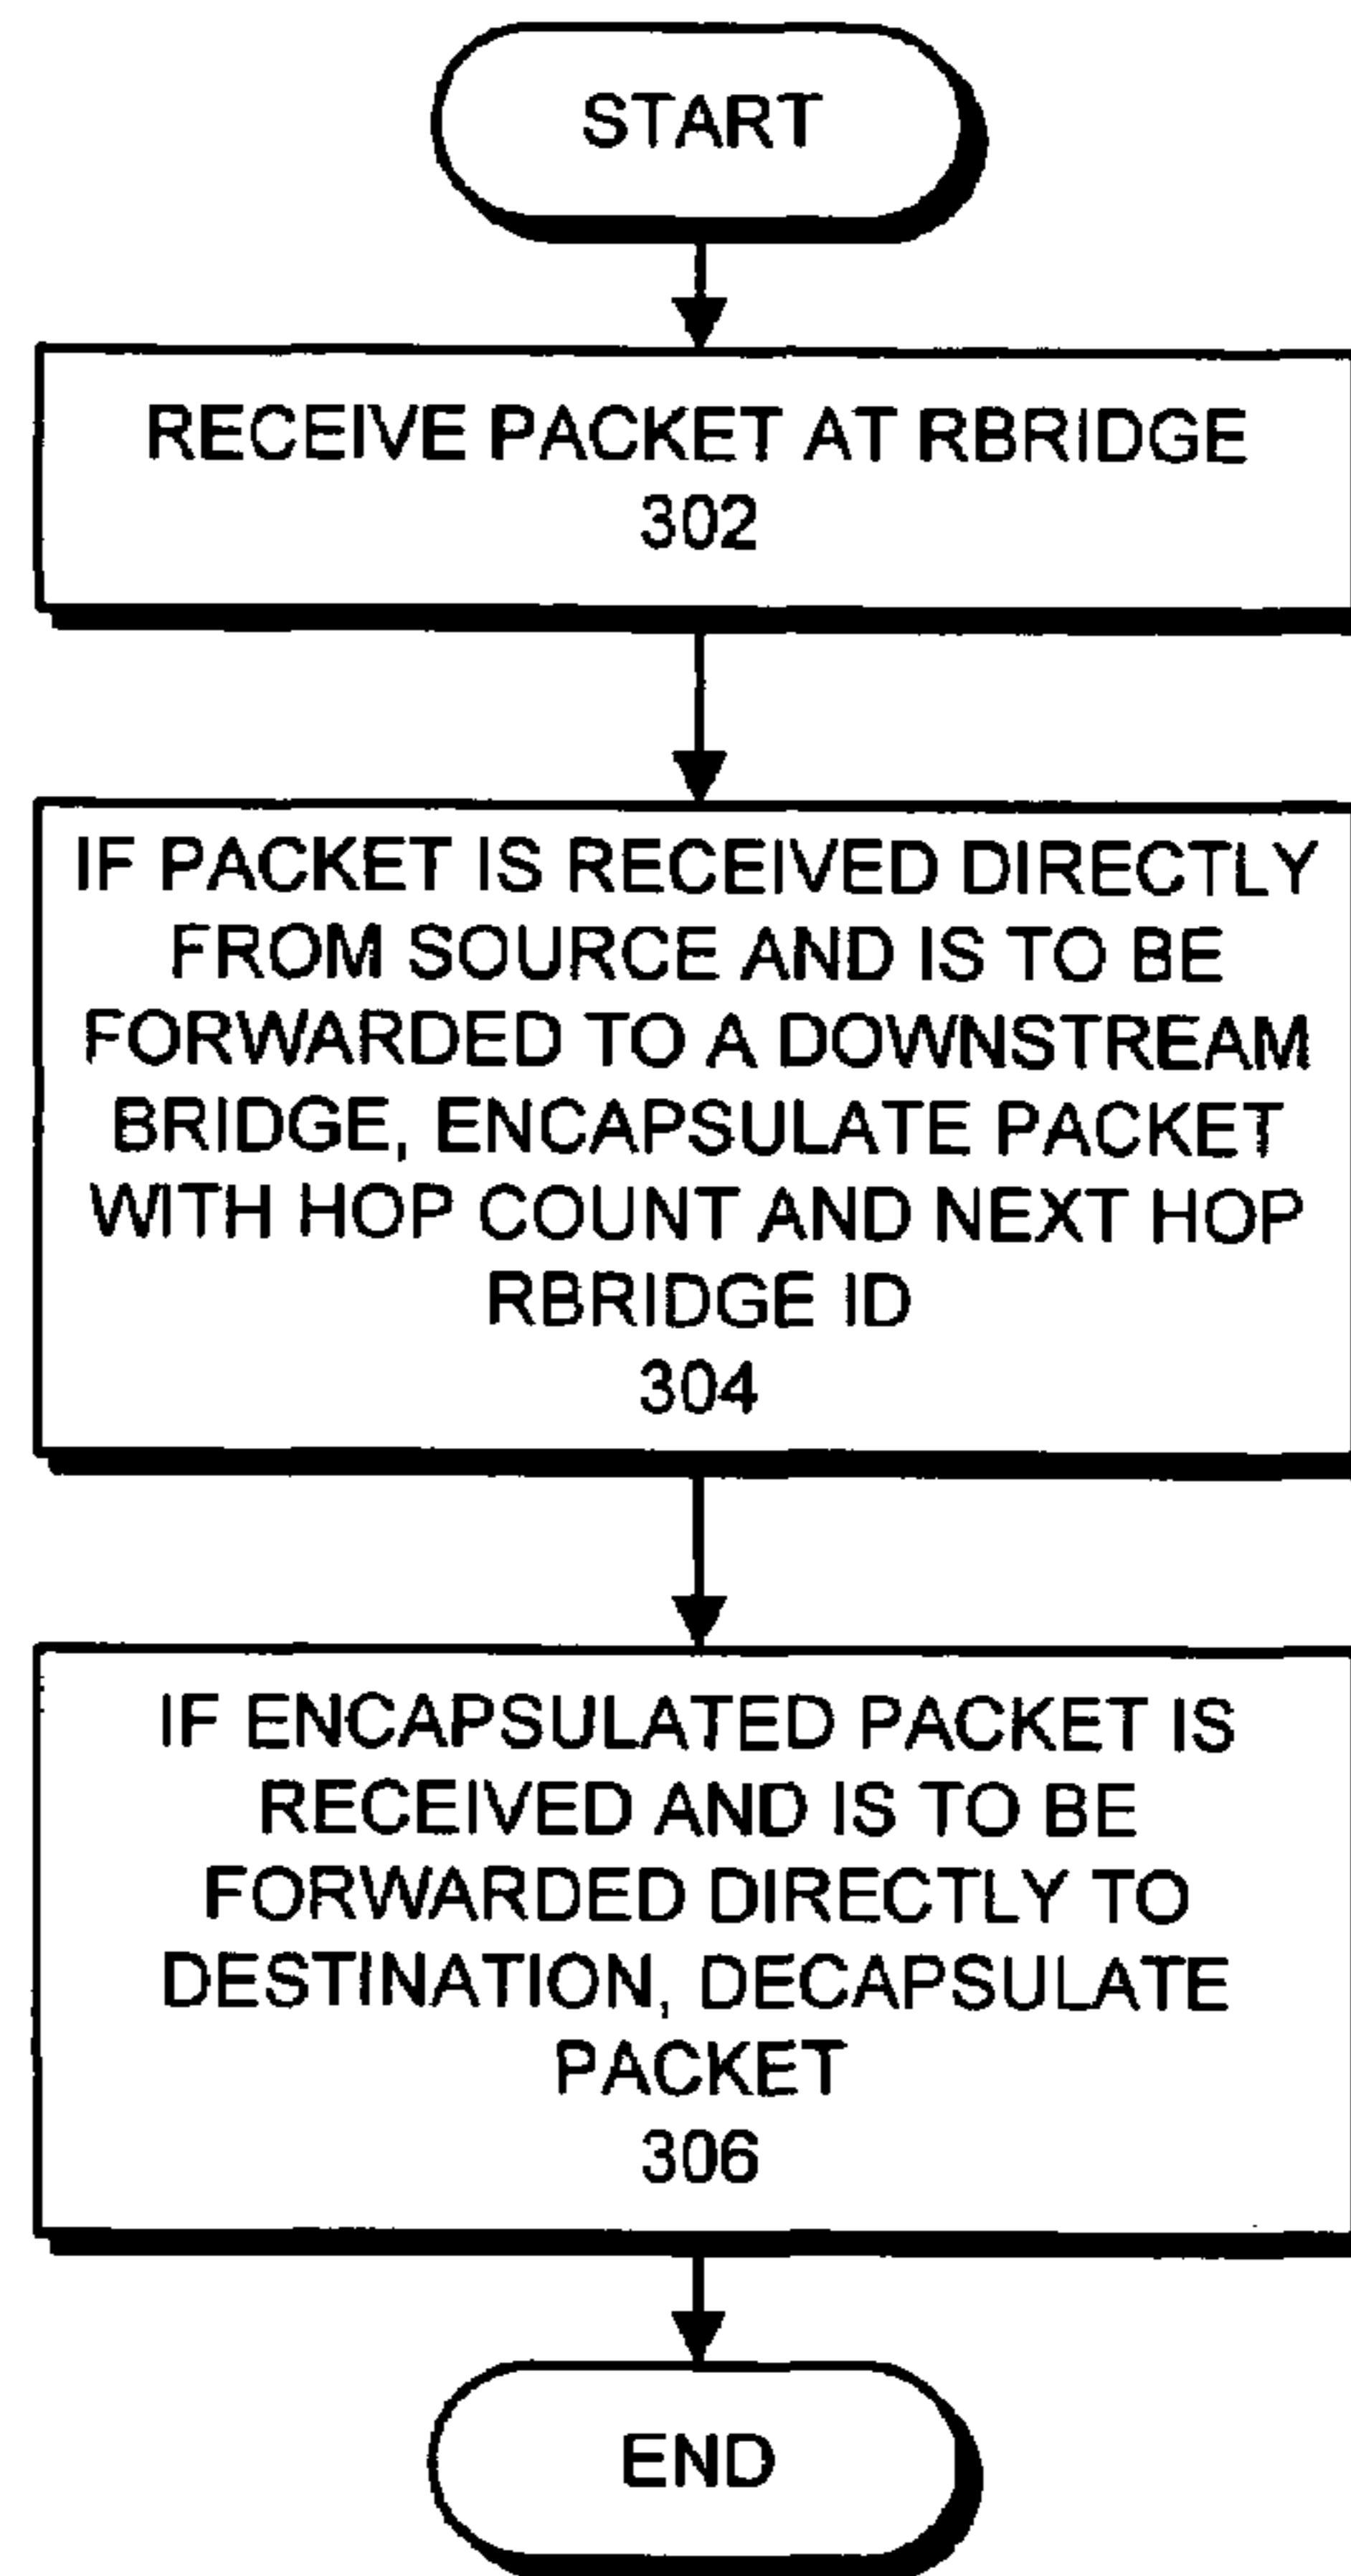 START
RECEIVE PACKET AT RBRIDGE
302
IF PACKET IS RECEIVED DIRECTLY
FROM SOURCE AND IS TO BE
FORWARDED TO A DOWNSTREAM
BRIDGE, ENCAPSULATE PACKET
WITH HOP COUNT AND NEXT HOP
RBRIDGE ID
304
IF ENCAPSULATED PACKET IS
RECEIVED AND IS TO BE
FORWARDED DIRECTLY TO
DESTINATION, DECAPSULATE
PACKET
306
END